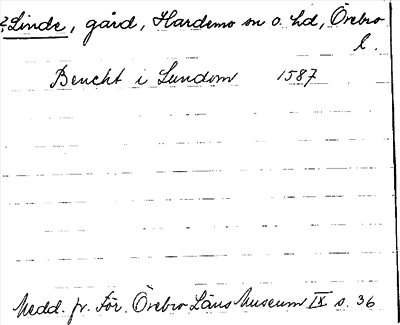 ?Linde, gård, Hardemo sn o. hd, Örebro
l.
Bencht i Lundom 1587
Medd. fr. För. Örebro Läns Museum IX s. 36